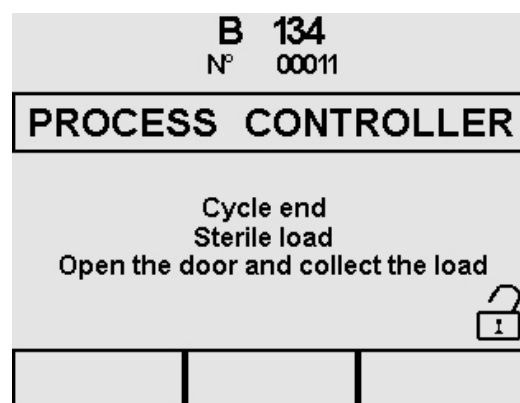 B 134
N° 00011
PROCESS CONTROLLER
Cycle end
Sterile load
Open the door and collect the load